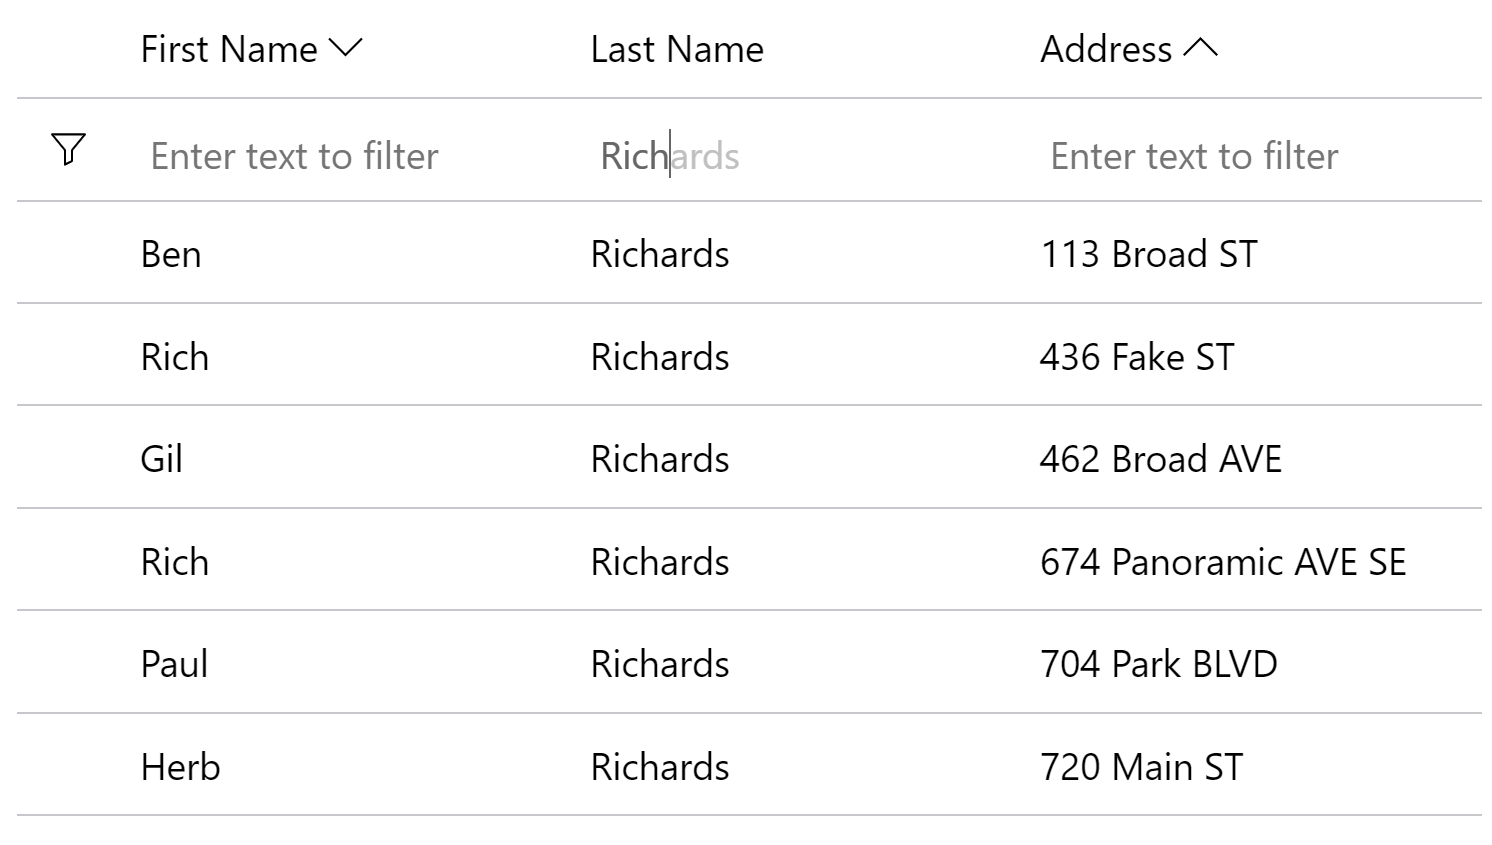 First Name Last Name Address
Enter text to filter Richards Enter text to filter
Ben Richards 113 Broad ST
Rich Richards 436 Fake ST
Gil Richards 462 Broad AVE
Rich Richards 674 Panoramic AVE SE
Paul Richards 704 Park BLVD
Herb Richards 720 Main ST